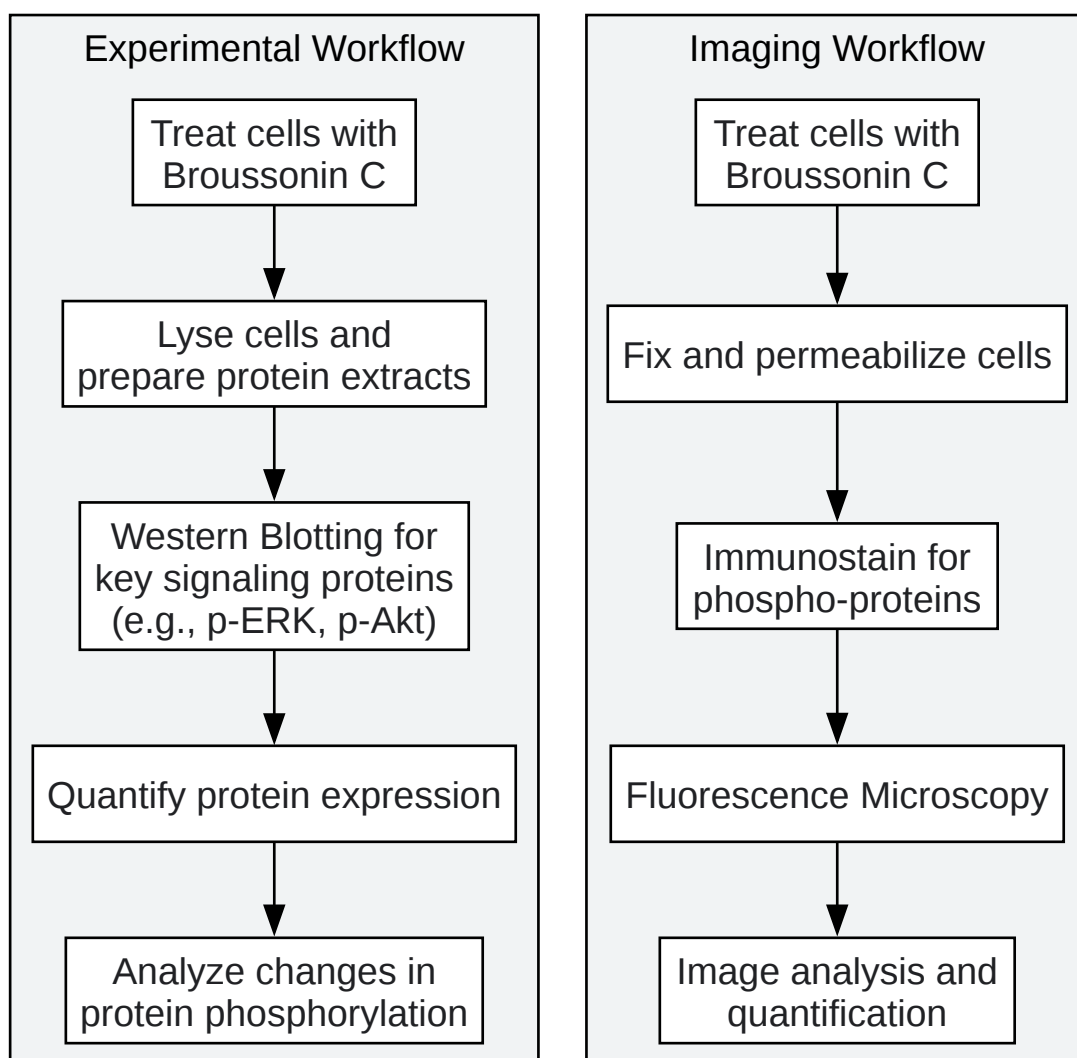 Experimental Workflow
Treat cells with
Broussonin C
Lyse cells and
prepare protein extracts
Western Blotting for
key signaling proteins
(e.g., p-ERK, p-Akt)
Quantify protein expression
Analyze changes in
protein phosphorylation
Imaging Workflow
Treat cells with
Broussonin C
Fix and permeabilize cells
Immunostain for
phospho-proteins
Fluorescence Microscopy
Image analysis and
quantification